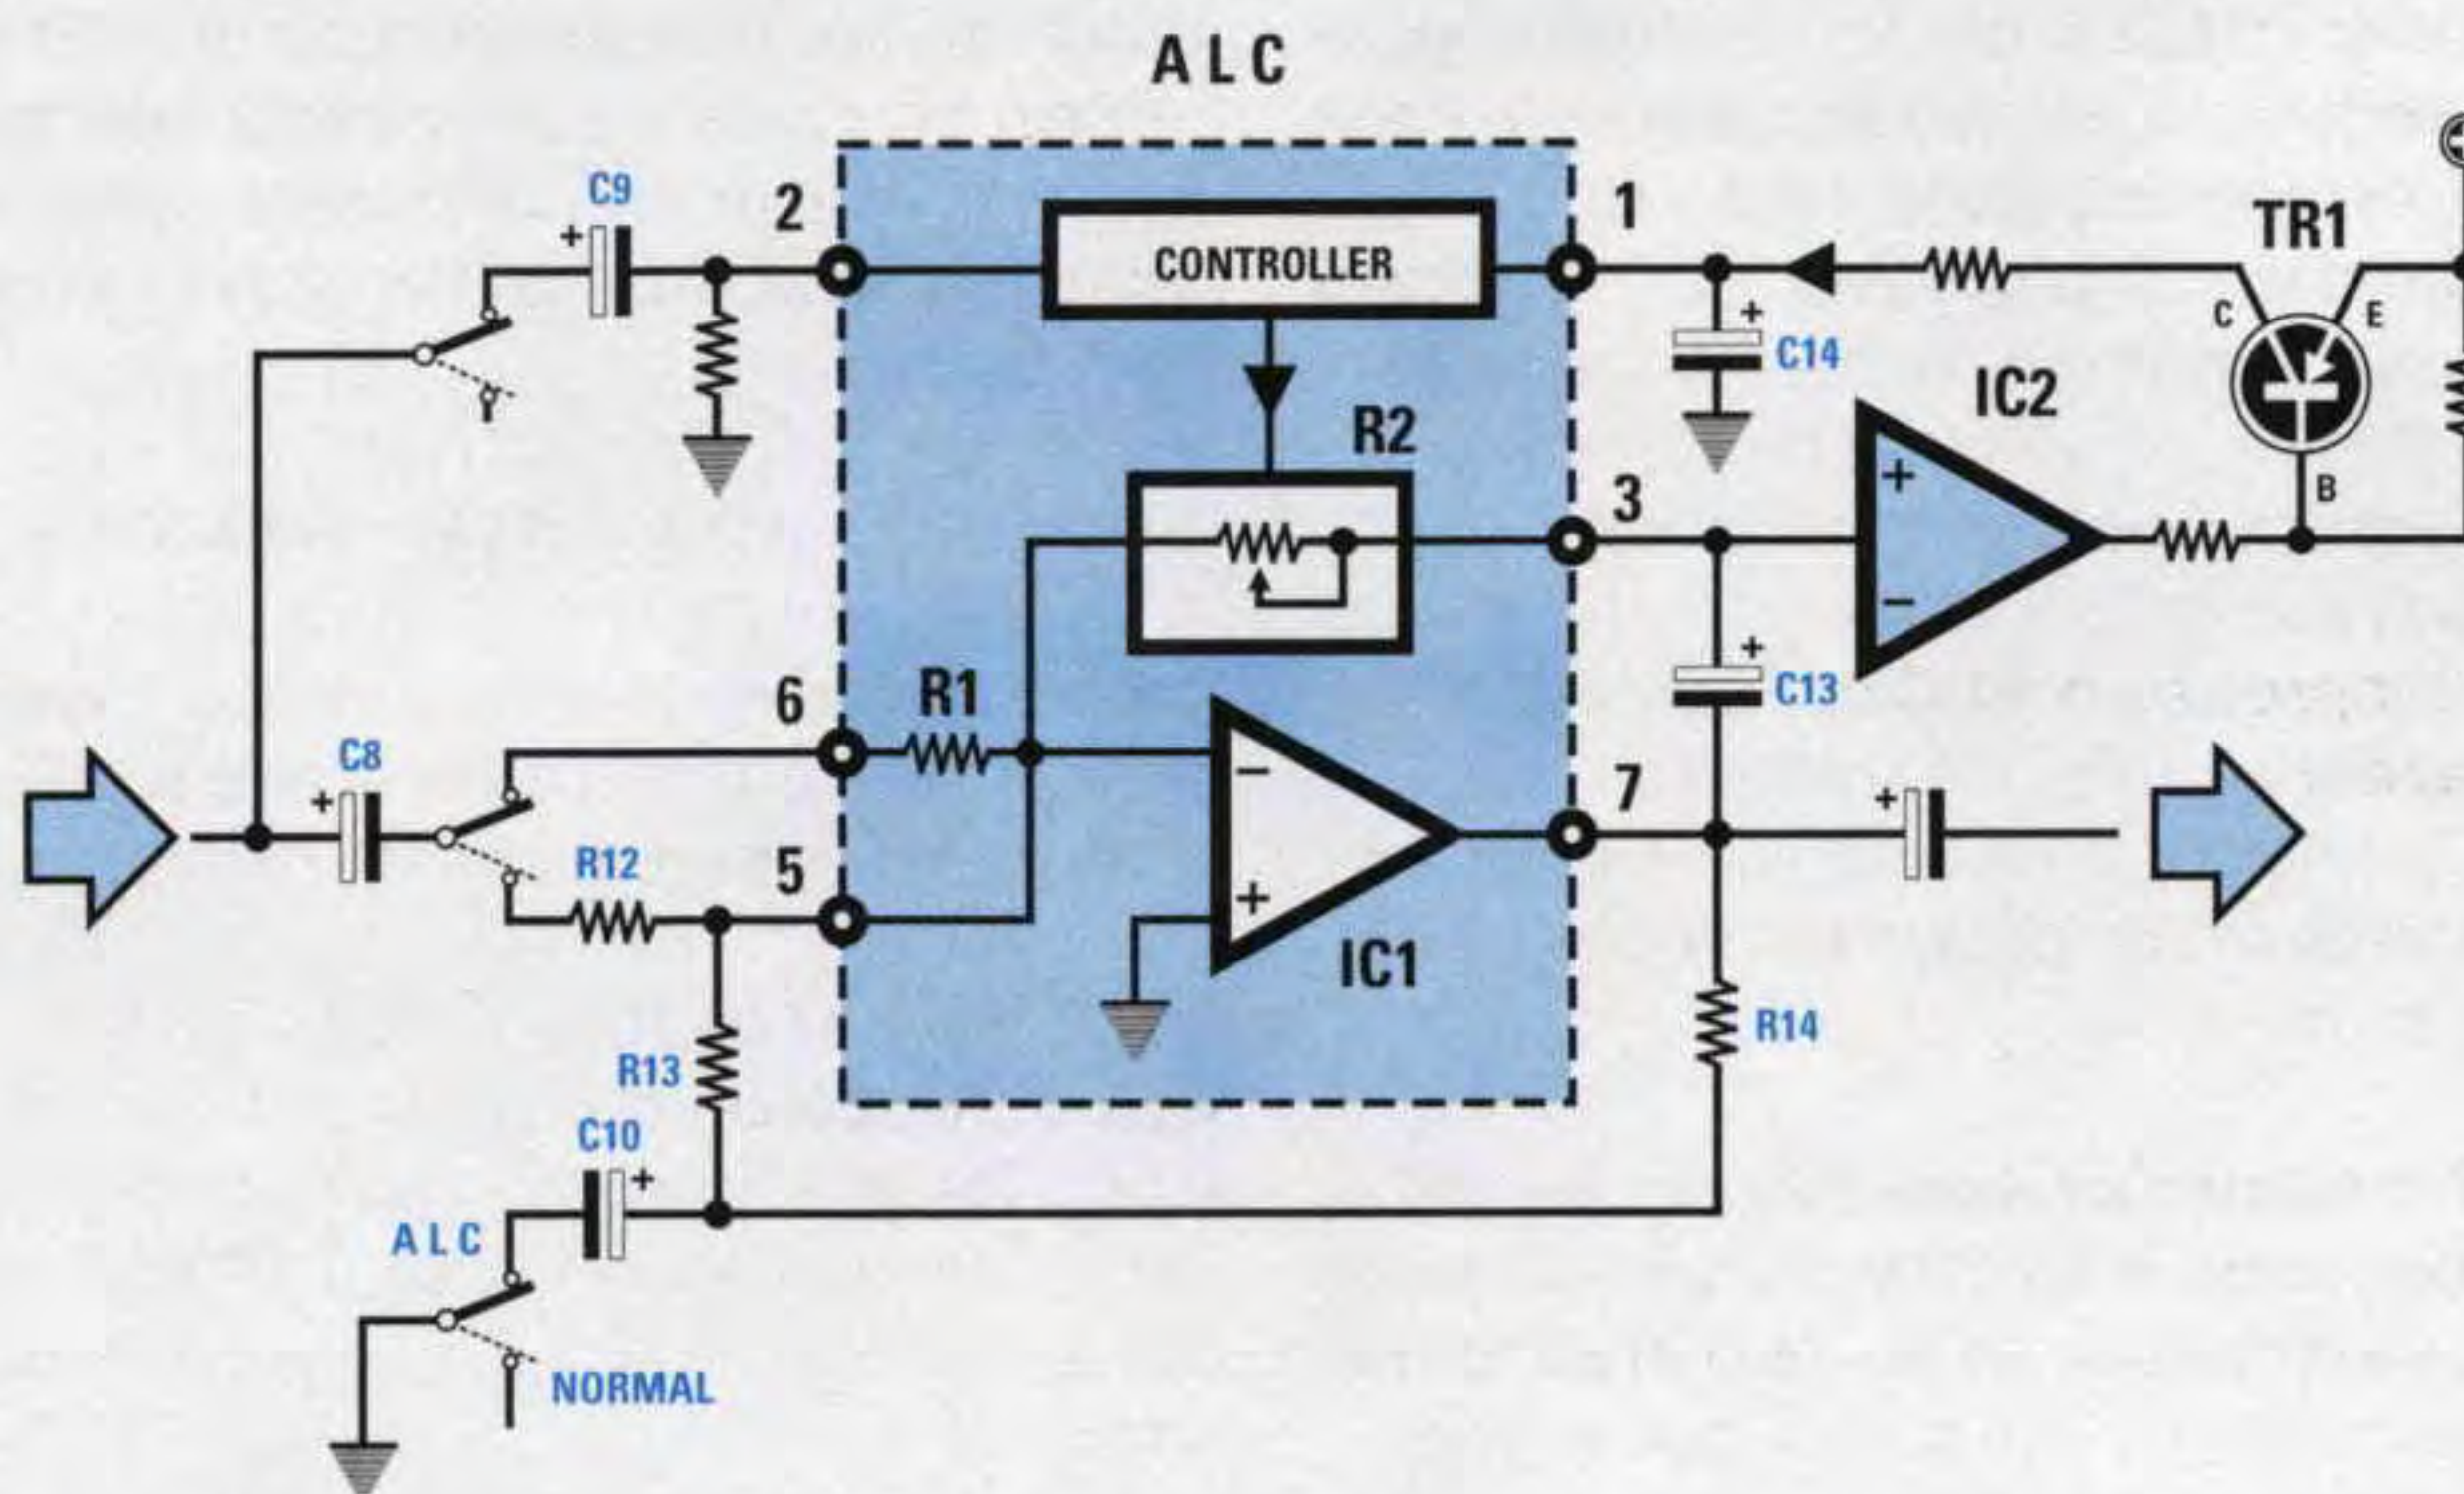 ALC
C9
2
CONTROLLER
1
TR1
C
E
B
C14
IC2
R2
3
C13
6
R1
C8
7
R12
5
IC1
R13
R14
C10
ALC
NORMAL